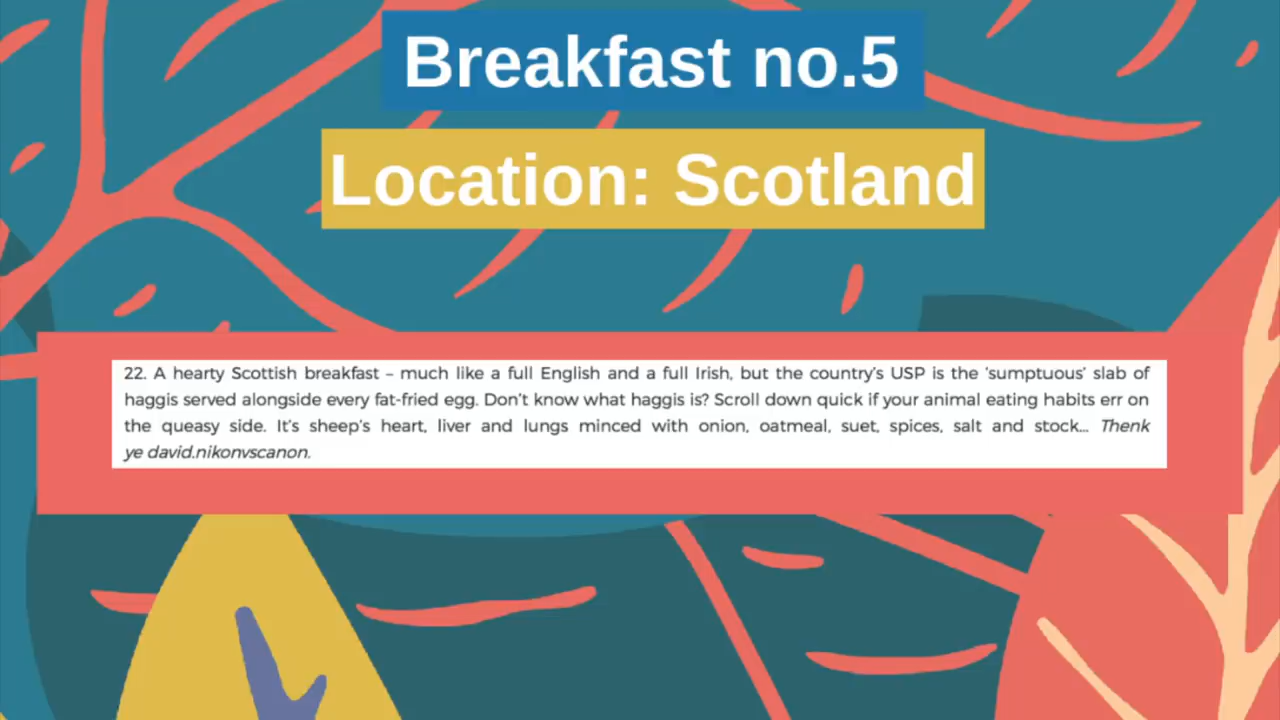 Breakfast no.5
Location: Scotland
22. A hearty Scottish breakfast – much like a full English and a full Irish, but the country's USP is the 'sumptuous' slab of
haggis served alongside every fat-fried egg. Don't know what haggis is? Scroll down quick if your animal eating habits err on
the queasy side. It's sheep's heart, liver and lungs minced with onion, oatmeal, suet, spices, salt and stock... Thenk
ye david.nikonvscanon.